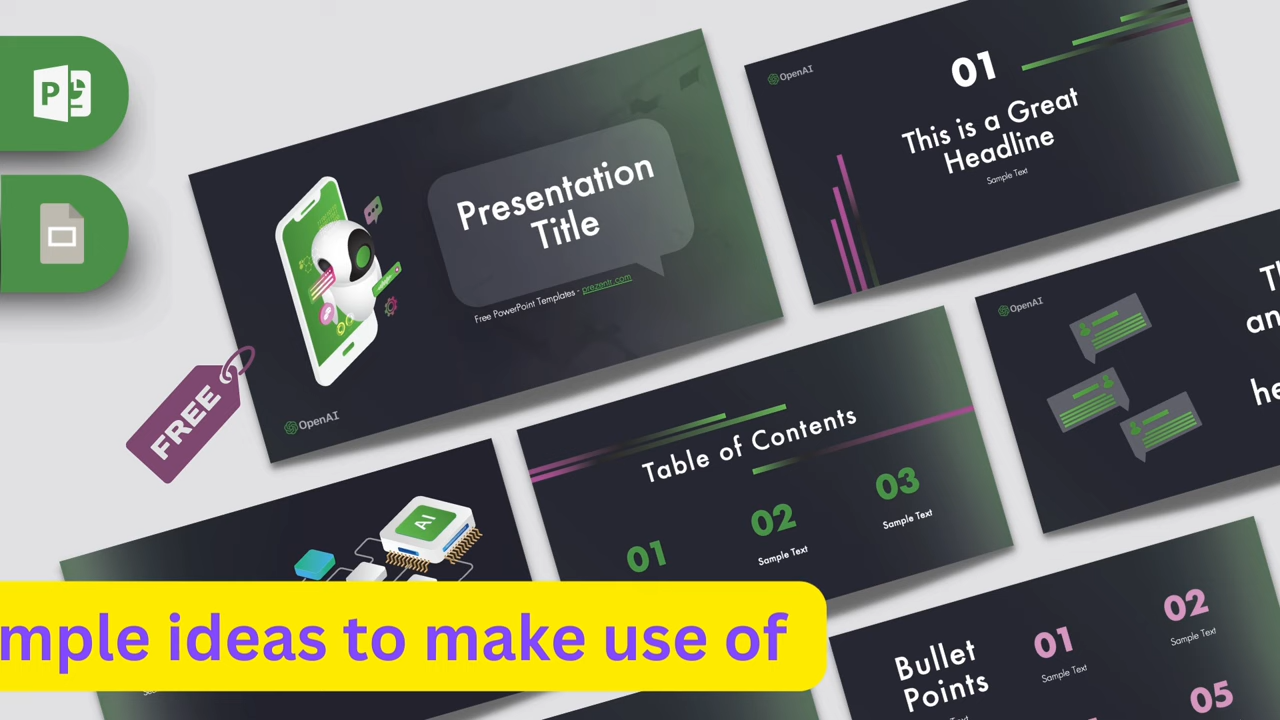 P
FREE
Presentation
Title
Free PowerPoint Templates - prezentr.com
OpenAI
OpenAI
01
This is a Great
Headline
Sample Text
OpenAI
an
he
Table of Contents
01
02
Sample Text
03
Sample Text
AI
mple ideas to make use of
Bullet
Points
01
Sample Text
02
Sample Text
05